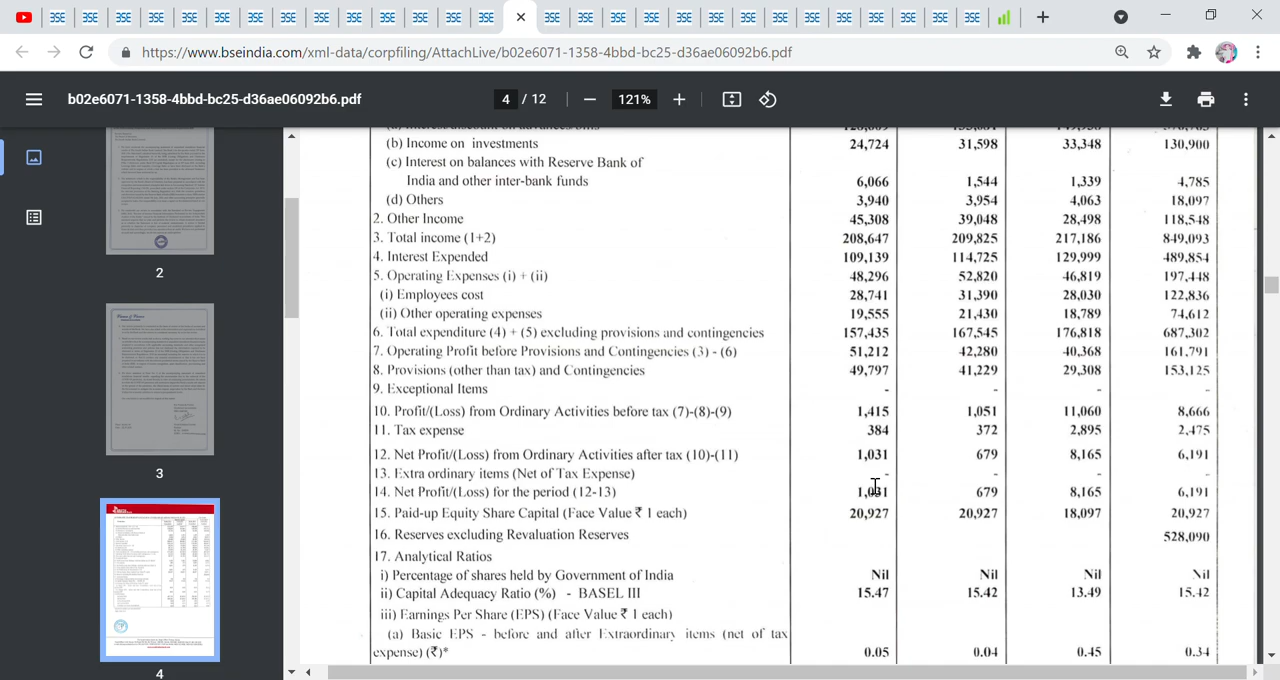 https://www.bseindia.com/xml-data/corpfiling/AttachLive/b02e6071-1358-4bbd-bc25-d36ae06092b6.pdf
b02e6071-1358-4bbd-bc25-d36ae06092b6.pdf
4 / 12
121%
2
3
4
(b) Income on investments 24,724 31,598 33,348 130,900
(c) Interest on balances with Reserve Bank of
India and other inter-bank funds 6,066 1,544 1,339 4,785
(d) Others 3,940 3,954 4,063 18,097
2. Other Income 45,308 39,048 28,498 118,548
3. Total income (1+2) 208,647 209,825 217,186 849,093
4. Interest Expended 109,139 114,725 129,999 489,854
5. Operating Expenses (i) + (ii) 48,296 52,820 46,819 197,448
(i) Employees cost 28,741 31,390 28,030 122,836
(ii) Other operating expenses 19,555 21,430 18,789 74,612
6. Total expenditure (4) + (5) excluding provisions and contingencies 157,435 167,545 176,818 687,302
7. Operating Profit before Provisions and Contingencies (3) - (6) 51,212 42,280 40,368 161,791
8. Provisions (other than tax) and Contingencies 49,797 41,229 29,308 153,125
9. Exceptional Items - - - -
10. Profit/(Loss) from Ordinary Activities before tax (7)-(8)-(9) 1,415 1,051 11,060 8,666
11. Tax expense 384 372 2,895 2,475
12. Net Profit/(Loss) from Ordinary Activities after tax (10)-(11) 1,031 679 8,165 6,191
13. Extra ordinary items (Net of Tax Expense) - - - -
14. Net Profit/(Loss) for the period (12-13) 1,031 679 8,165 6,191
15. Paid-up Equity Share Capital (Face Value ₹ 1 each) 20,927 20,927 18,097 20,927
Reserves excluding Revaluation Reserves 528,090
Analytical Ratios
Percentage of shares held by Government of India Nil Nil Nil Nil
Capital Adequacy Ratio (%) - BASEL III 15.47 15.42 13.49 15.42
Earnings Per Share (EPS) (Face Value ₹ 1 each)
(a) Basic EPS - before and after Extraordinary items (net of tax
expense) (₹)* 0.05 0.04 0.45 0.34